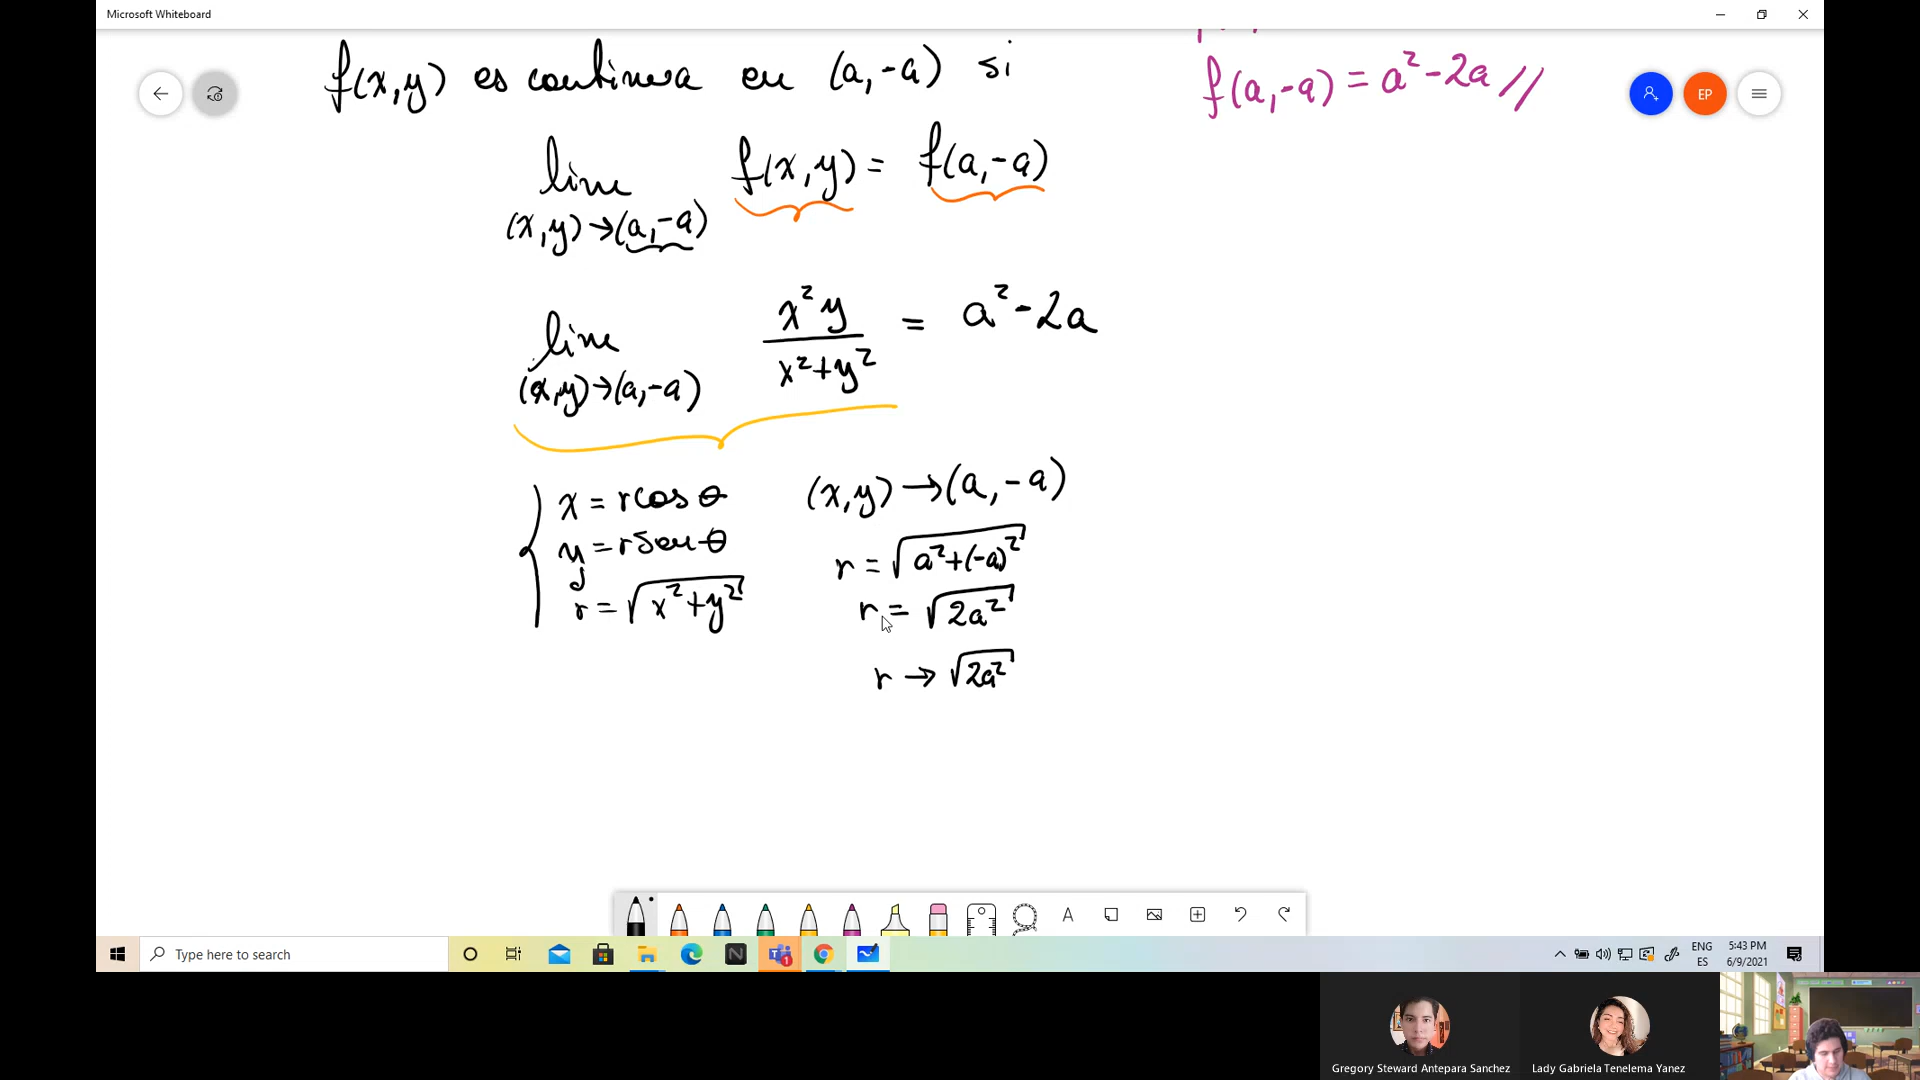 Microsoft Whiteboard
f(x,y) es continua en (a,-a) si
f(a,-a) = a² - 2a //
EP
lim f(x,y) = f(a,-a)
(x,y)→(a,-a)
lim x²y / x²+y² = a² - 2a
(x,y)→(a,-a)
x = r cos θ
y = r sen θ
r = √x²+y²
(x,y) → (a,-a)
r = √a²+(-a)²
r = √2a²
r → √2a²
A
Type here to search
N
1
ENG
ES
5:43 PM
6/9/2021
Gregory Steward Antepara Sanchez
Lady Gabriela Tenelema Yanez